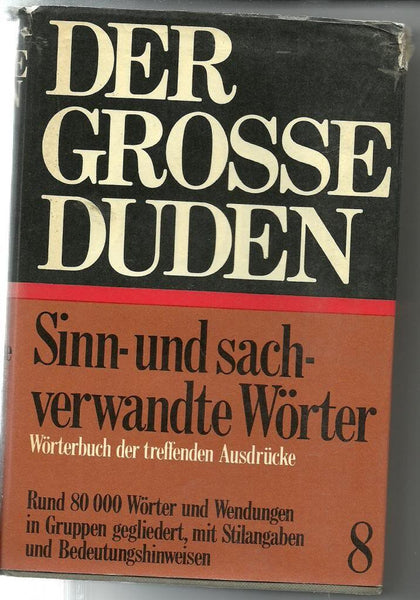 DER
GROSSE
DUDEN
Sinn- und sach-
verwandte Wörter
Wörterbuch der treffenden Ausdrücke
Rund 80 000 Wörter und Wendungen
in Gruppen gegliedert, mit Stilangaben
und Bedeutungshinweisen
8